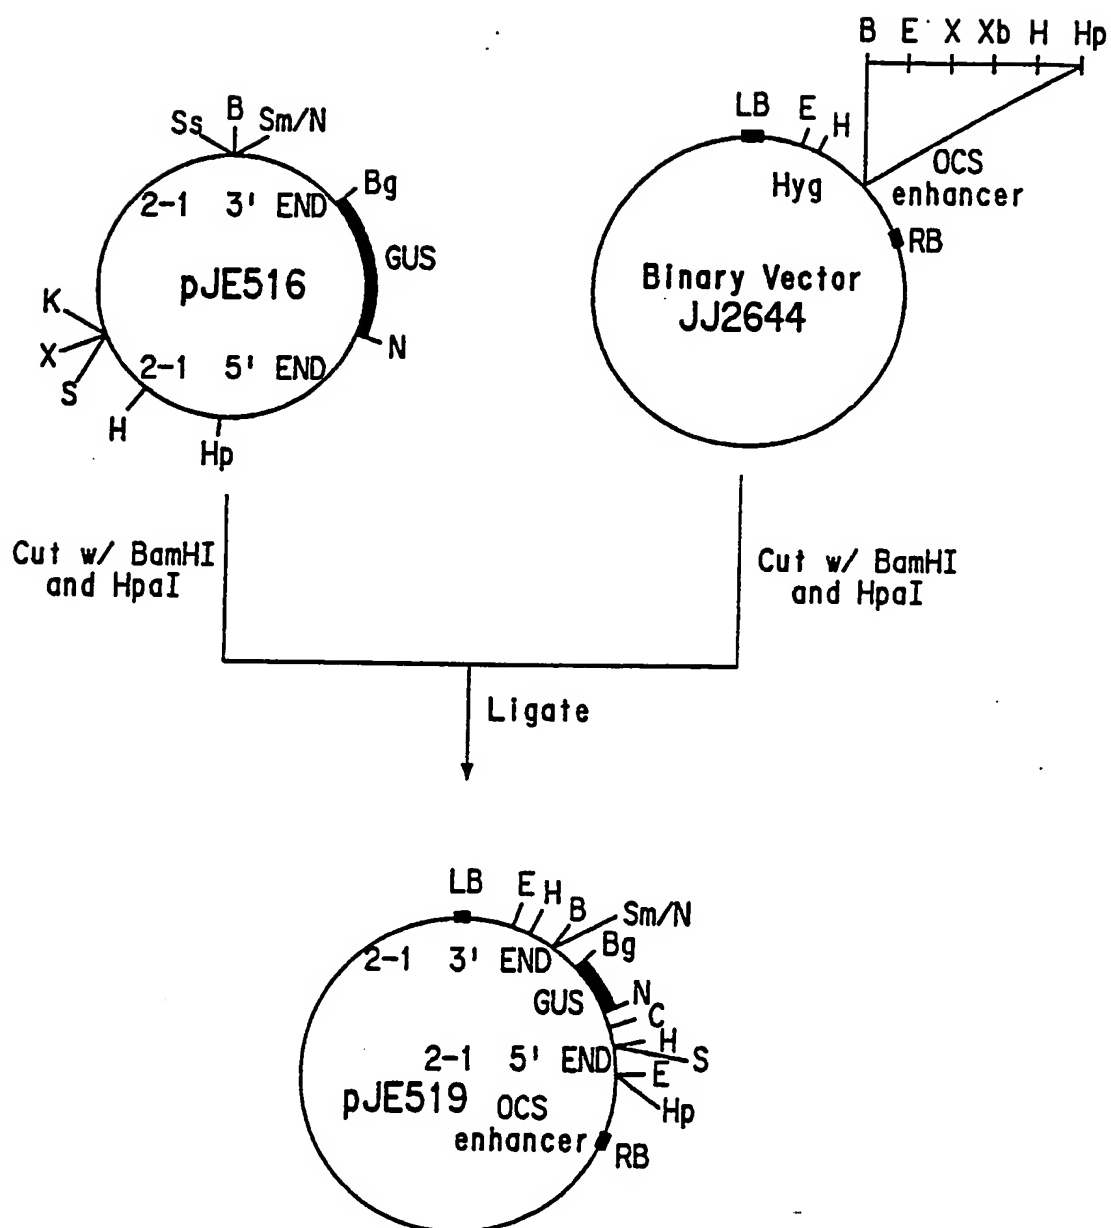 B E X Xb H Hp
Ss B Sm/N
LB E H
Bg
Hyg
OCS
enhancer
2-1 3' END
GUS
RB
pJE516
Binary Vector
JJ2644
K
X
S
N
2-1 5' END
H
Hp
Cut w/ BamHI
and HpaI
Cut w/ BamHI
and HpaI
Ligate
LB E H B Sm/N
Bg
2-1 3' END
GUS
N
C
H
S
2-1 5' END
E
Hp
pJE519
OCS
enhancer
RB